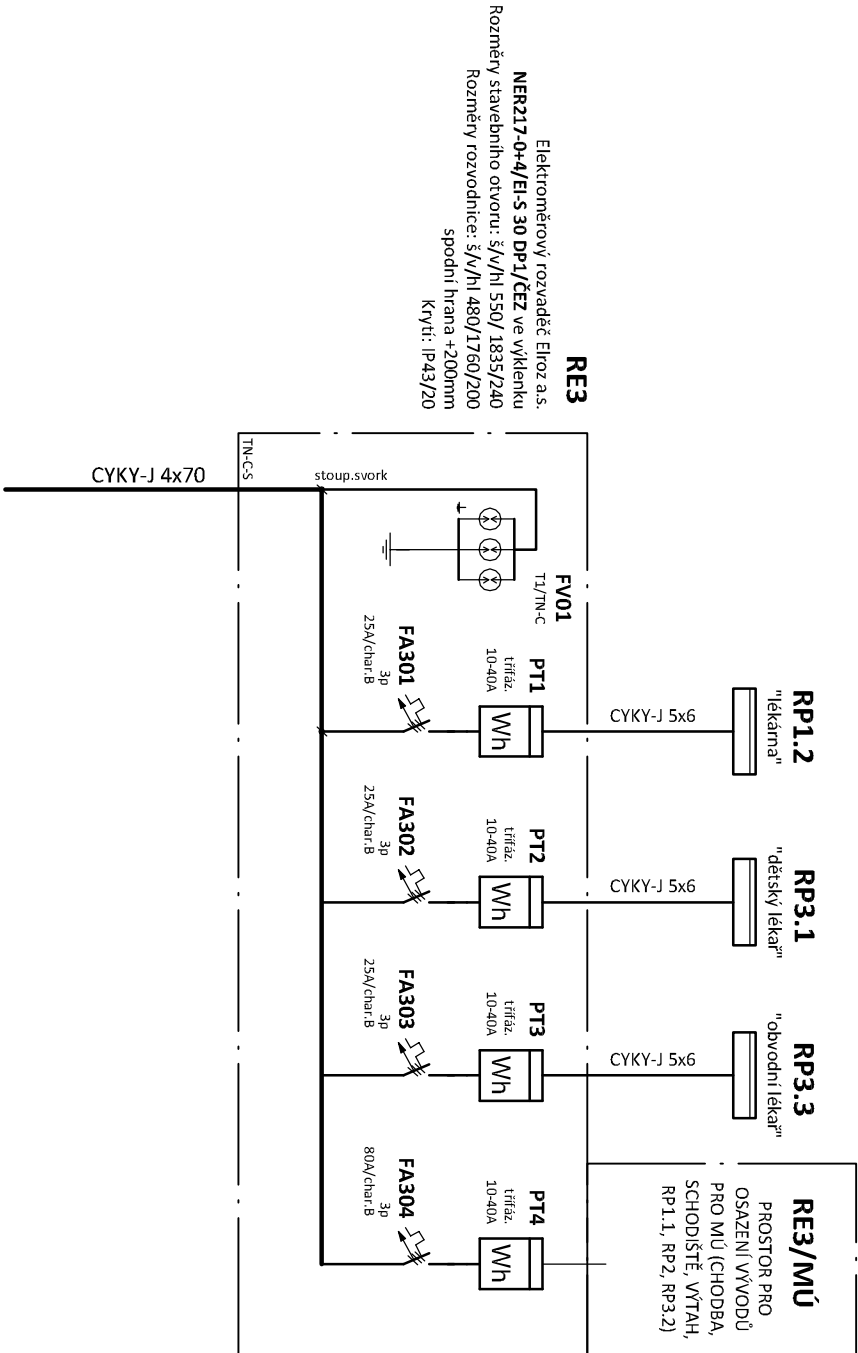 RE3
Elektroměrový rozvaděč Elroz a.s.
NER217-0+4/EI-S 30 DP1/ČEZ ve výklenku
Rozměry stavebního otvoru: š/v/hl 550/ 1835/240
Rozměry rozvodnice: š/v/hl 480/1760/200
spodní hrana +200mm
Krytí: IP43/20
TN-C-S
CYKY-J 4x70
stoup.svork
FV01
T1/TN-C
RP1.2
"lékárna"
CYKY-J 5x6
PT1
třífáz.
10-40A
Wh
FA301
3p
25A/char.B
RP3.1
"dětský lékař"
CYKY-J 5x6
PT2
třífáz.
10-40A
Wh
FA302
3p
25A/char.B
RP3.3
"obvodní lékař"
CYKY-J 5x6
PT3
třífáz.
10-40A
Wh
FA303
3p
25A/char.B
RE3/MÚ
PROSTOR PRO
OSAZENÍ VÝVODŮ
PRO MÚ (CHODBA,
SCHODIŠTĚ, VÝTAH,
RP1.1, RP2, RP3.2)
PT4
třífáz.
10-40A
Wh
FA304
3p
80A/char.B